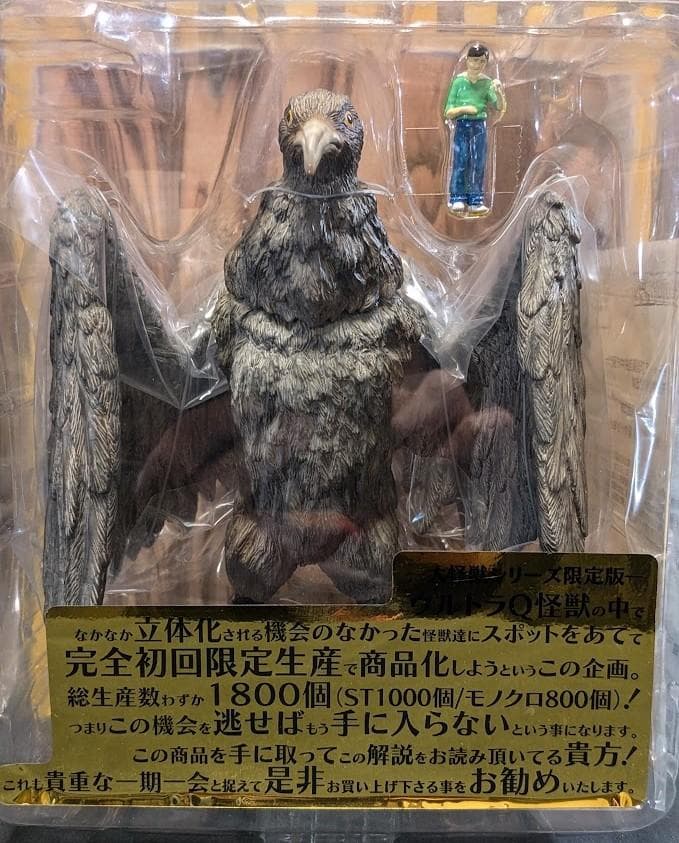 大怪獣シリーズ限定版
ウルトラQ怪獣の中で
なかなか立体化される機会のなかった怪獣達にスポットをあてて
完全初回限定生産で商品化しようというこの企画。
総生産数わずか1800個(ST1000個/モノクロ800個)!
つまりこの機会を逃せばもう手に入らないという事になります。
この商品を手に取ってこの解説をお読み頂いてる貴方!
これも貴重な一期一会と捉えて是非お買い上げ下さる事をお勧めいたします。